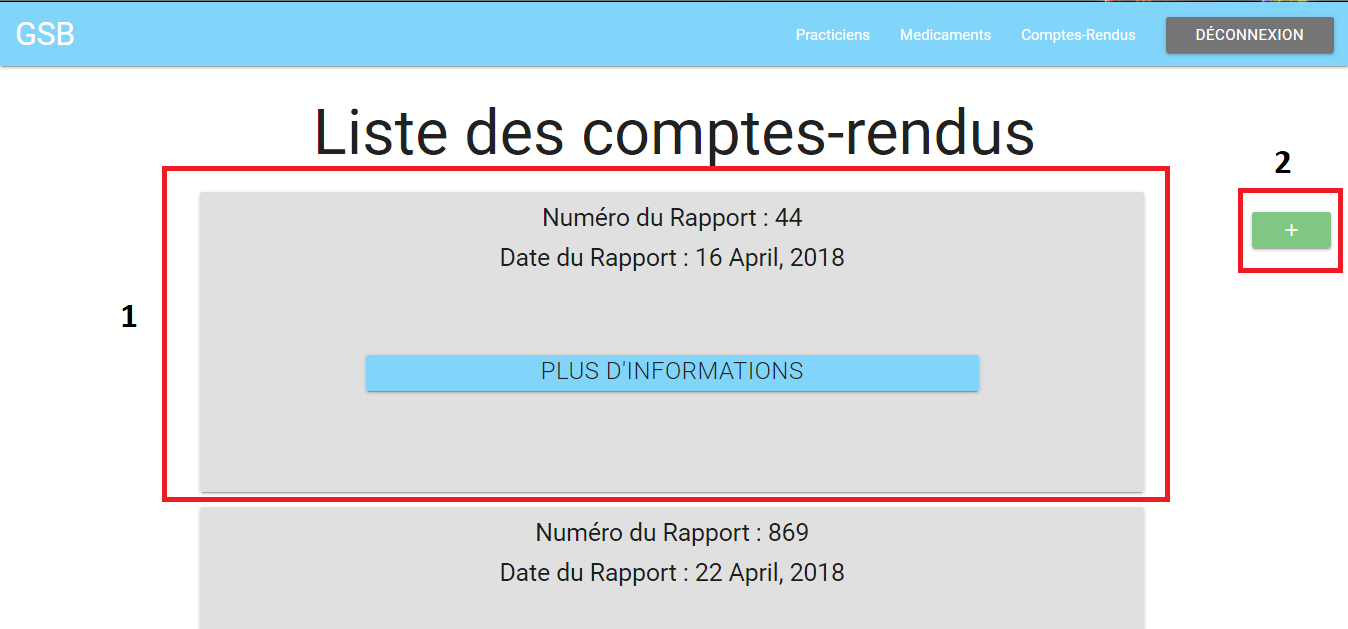 GSB
Practiciens Medicaments Comptes-Rendus DÉCONNEXION
Liste des comptes-rendus
2
Numéro du Rapport : 44
+
Date du Rapport : 16 April, 2018
1
PLUS D'INFORMATIONS
Numéro du Rapport : 869
Date du Rapport : 22 April, 2018